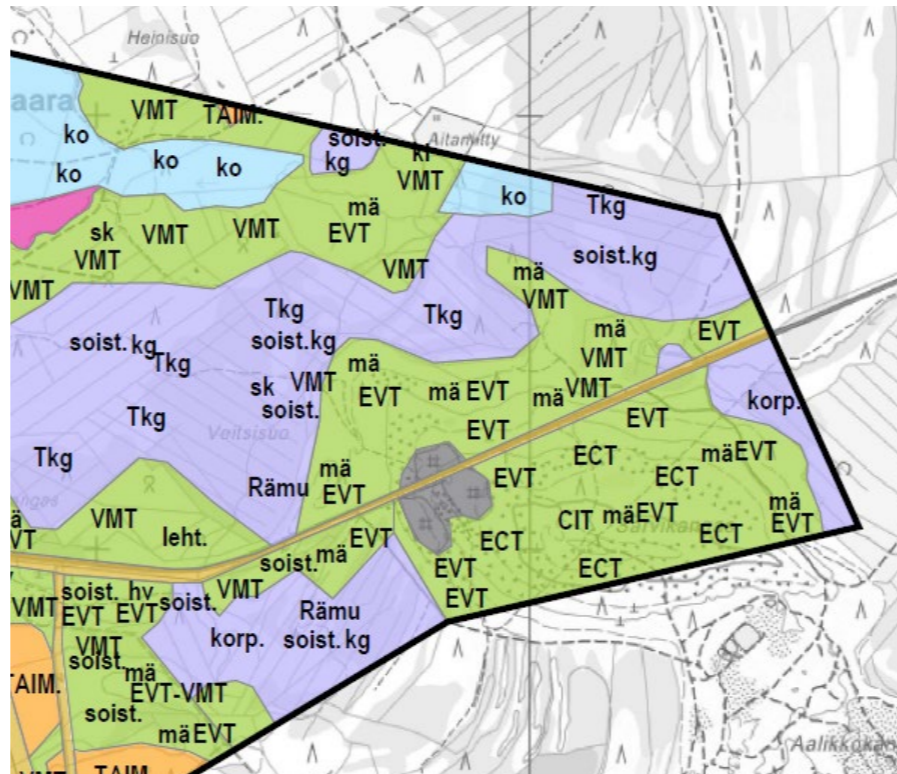 Heinisuo
aara
VMT
TAIM.
ko
ko
ko
ko
soist.
kg
Aitamitty
kl
VMT
ko
Tkg
mä
EVT
sk
VMT
VMT
VMT
VMT
soist.kg
VMT
mä
VMT
Tkg
soist.kg
Tkg
mä
VMT
EVT
soist.kg
Tkg
sk
VMT
soist.
mä
EVT
mä EVT
mä
VMT
korp.
Tkg
Veitsisuo
EVT
EVT
Tkg
Rämu
mä
EVT
EVT
ECT
ECT
mäEVT
ä
VT
VMT
leht.
CIT
mäEVT
mä
EVT
EVT
ECT
ECT
soist.
mä
EVT
ECT
EVT
EVT
soist.
hv
VMT
EVT
EVT
soist.
VMT
Rämu
soist.kg
korp.
VMT
soist.
mä
TAIM.
EVT-VMT
soist.
mäEVT
VMT
TAIM.
Aalikkokan